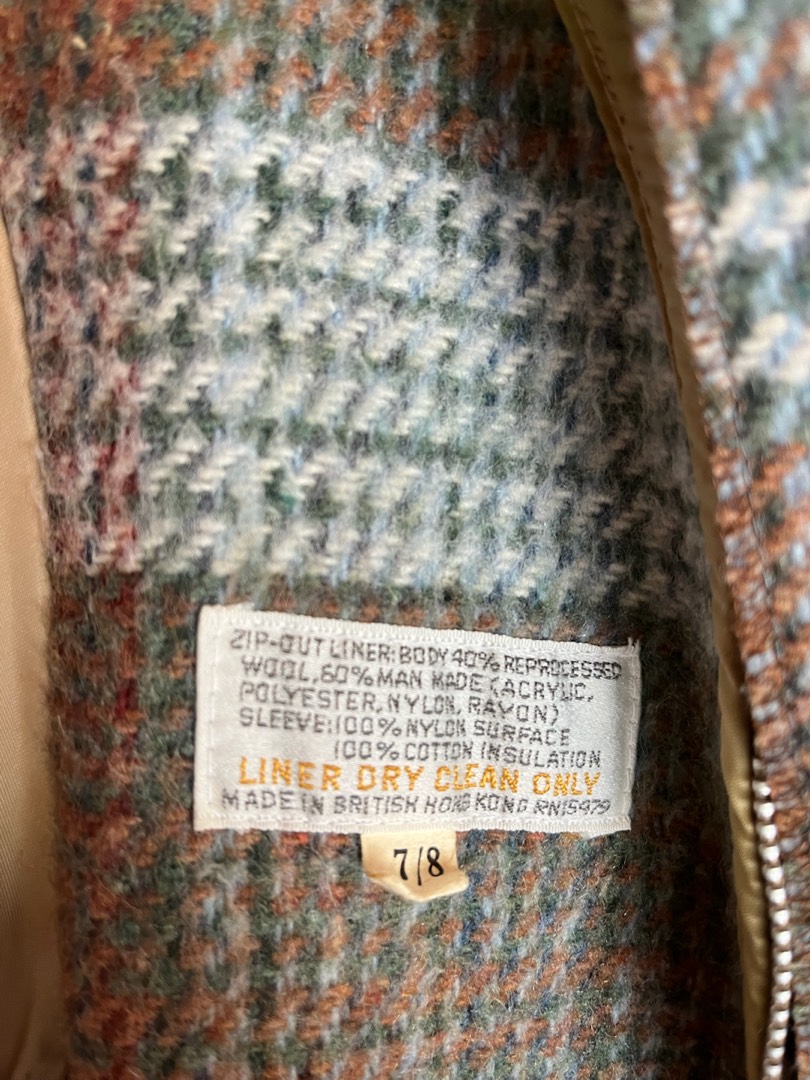 ZIP-OUT LINER: BODY 40% REPROCESSED
WOOL 60% MAN MADE (ACRYLIC,
POLYESTER, NYLON, RAYON)
SLEEVE: 100% NYLON SURFACE
100% COTTON INSULATION
LINER DRY CLEAN ONLY
MADE IN BRITISH HONG KONG RN15979
7/8